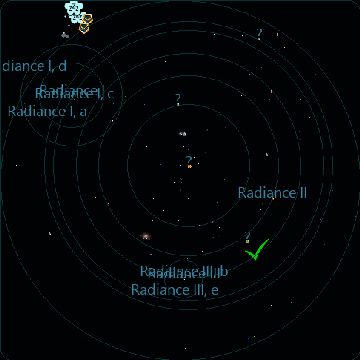 ?
diance I, d
?
Radiance I, c
Radiance I, a
?
Radiance II
?
Radiance III, b
Radiance III, e